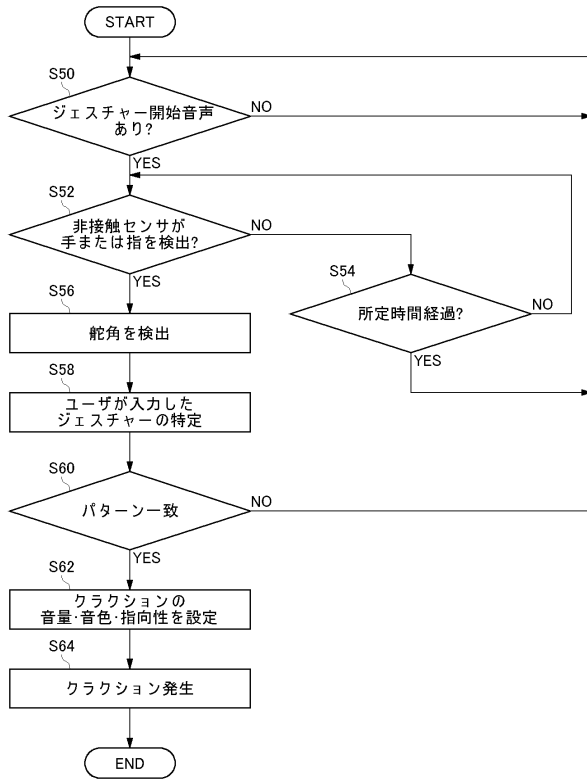 START
S50
ジェスチャー開始音声
あり?
NO
YES
S52
非接触センサが
手または指を検出?
NO
YES
S54
所定時間経過?
NO
YES
S56
舵角を検出
S58
ユーザが入力した
ジェスチャーの特定
S60
パターン一致
NO
YES
S62
クラクションの
音量・音色・指向性を設定
S64
クラクション発生
END